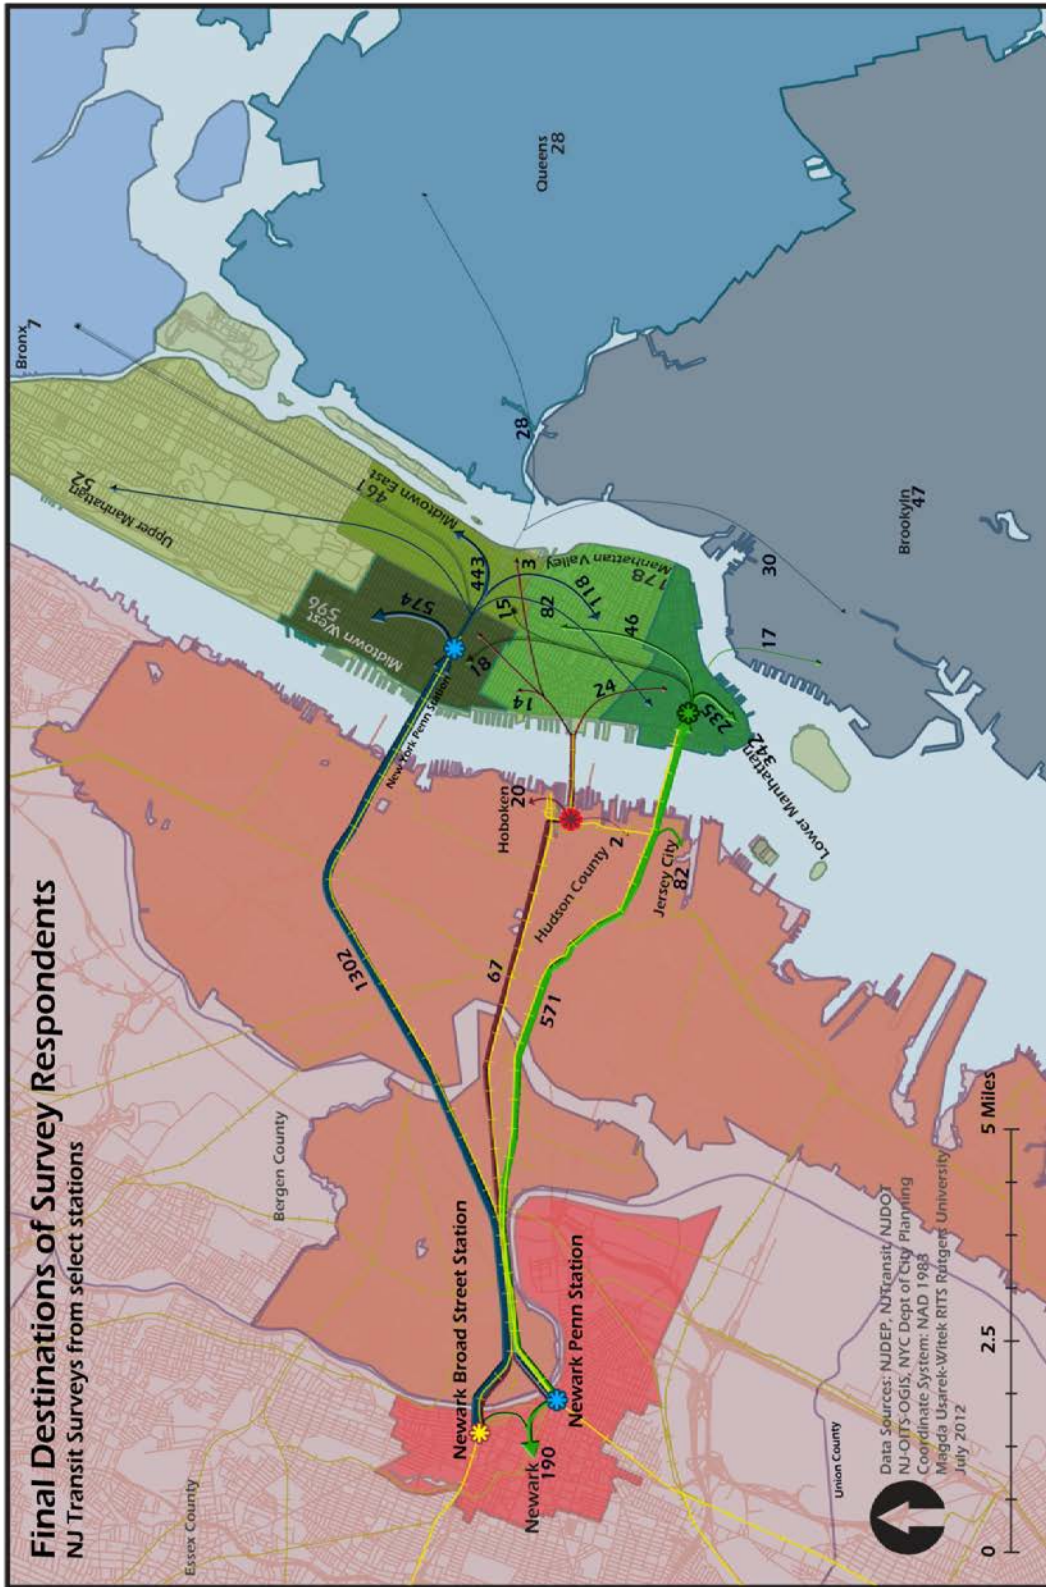 Final Destinations of Survey Respondents
NJ Transit Surveys from select stations
Essex County
Bergen County
Newark Broad Street Station
Newark Penn Station
Newark
190
1302
67
571
Hudson County
Hoboken
20
2
Jersey City
82
New York Penn Station
Midtown West
596
574
Upper Manhattan
52
Bronx
7
Midtown East
461
443
18
15
82
3
118
Manhattan Valley
178
14
24
46
235
Lower Manhattan
342
28
Queens
28
30
17
Brookyln
47
Union County
Data Sources: NJDEP, NJTransit, NJDOT
NJ-OITS-OGIS, NYC Dept of City Planning
Coordinate System: NAD 1983
Magda Usarek-Witek RITS Rutgers University
July 2012
0 2.5 5 Miles